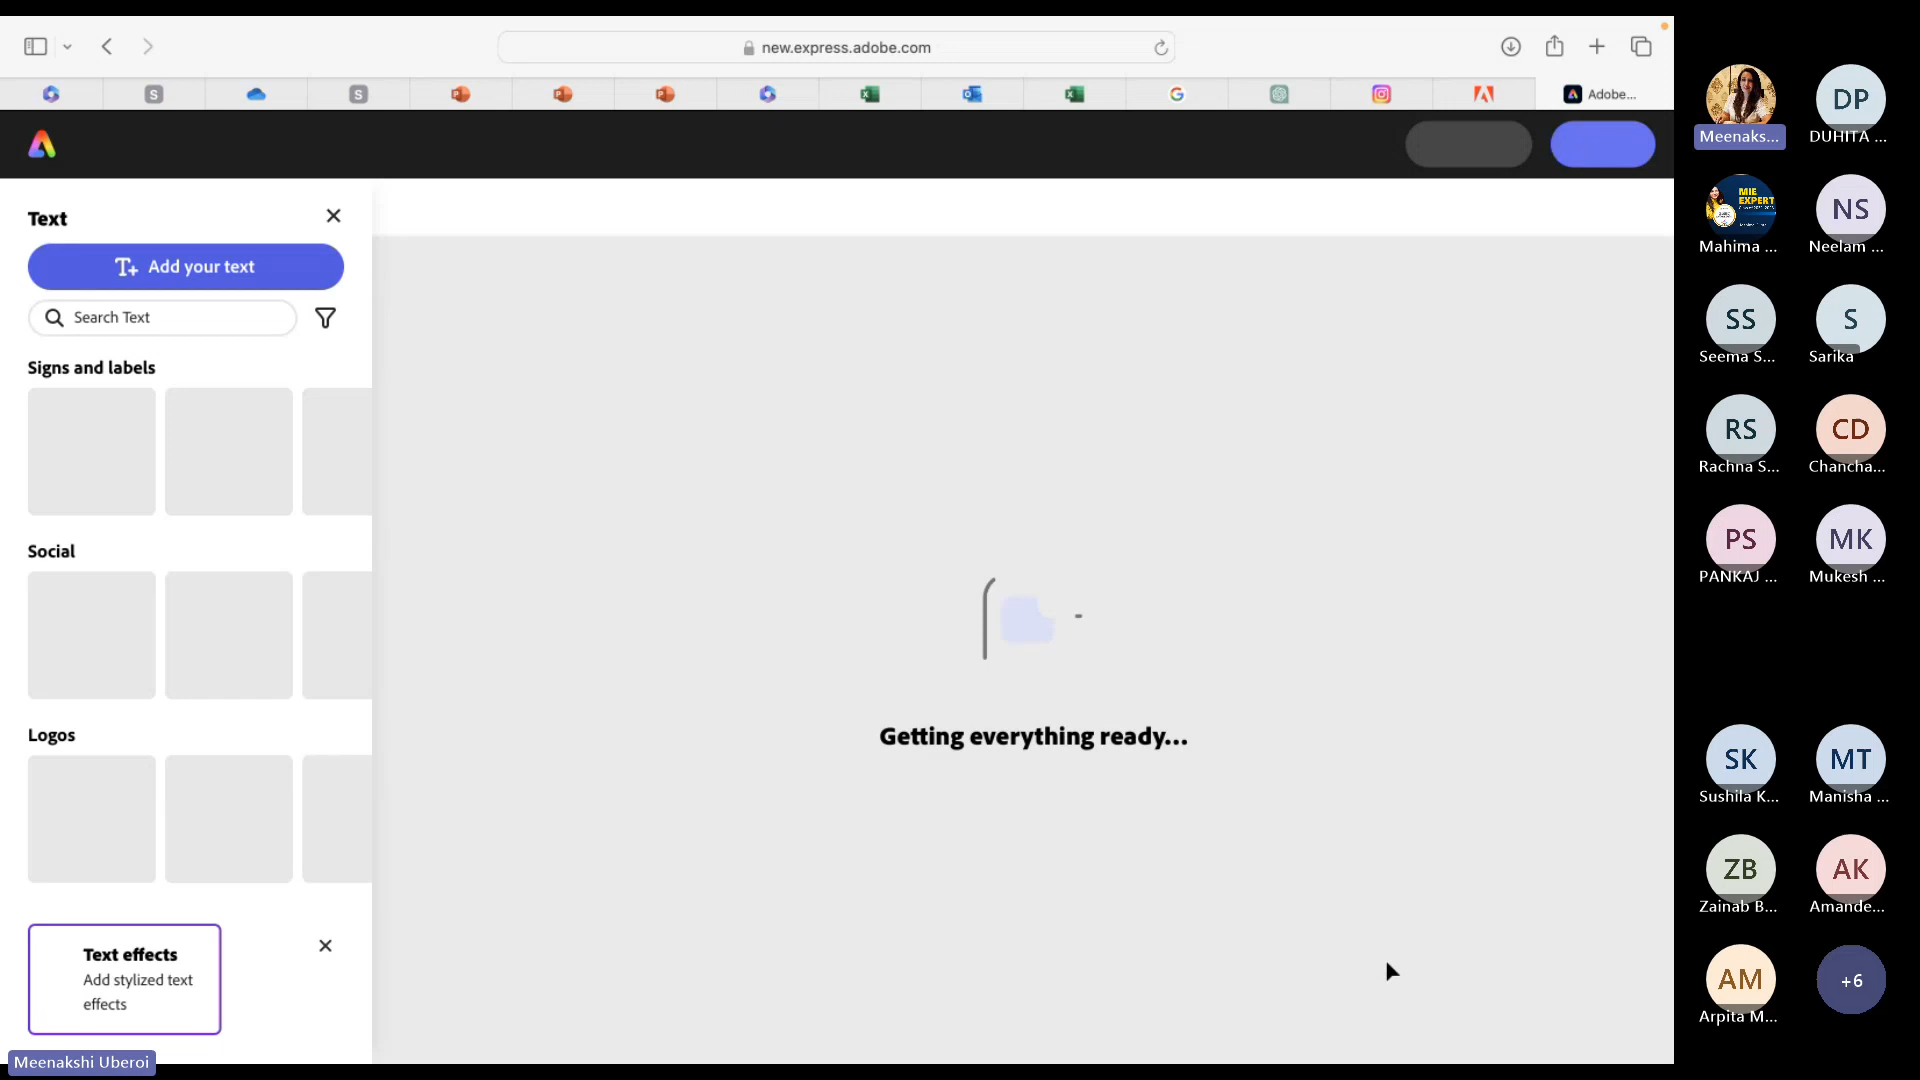 new.express.adobe.com
S
S
Adobe...
Text
Add your text
Search Text
Signs and labels
Social
Logos
Text effects
Add stylized text
effects
Getting everything ready...
Meenakshi Uberoi
Meenaks...
DP
DUHITA ...
MIE
EXPERT
Mahima ...
NS
Neelam ...
SS
Seema S...
S
Sarika
RS
Rachna S...
CD
Chancha...
PS
PANKAJ ...
MK
Mukesh ...
SK
Sushila K...
MT
Manisha ...
ZB
Zainab B...
AK
Amande...
AM
Arpita M...
+6